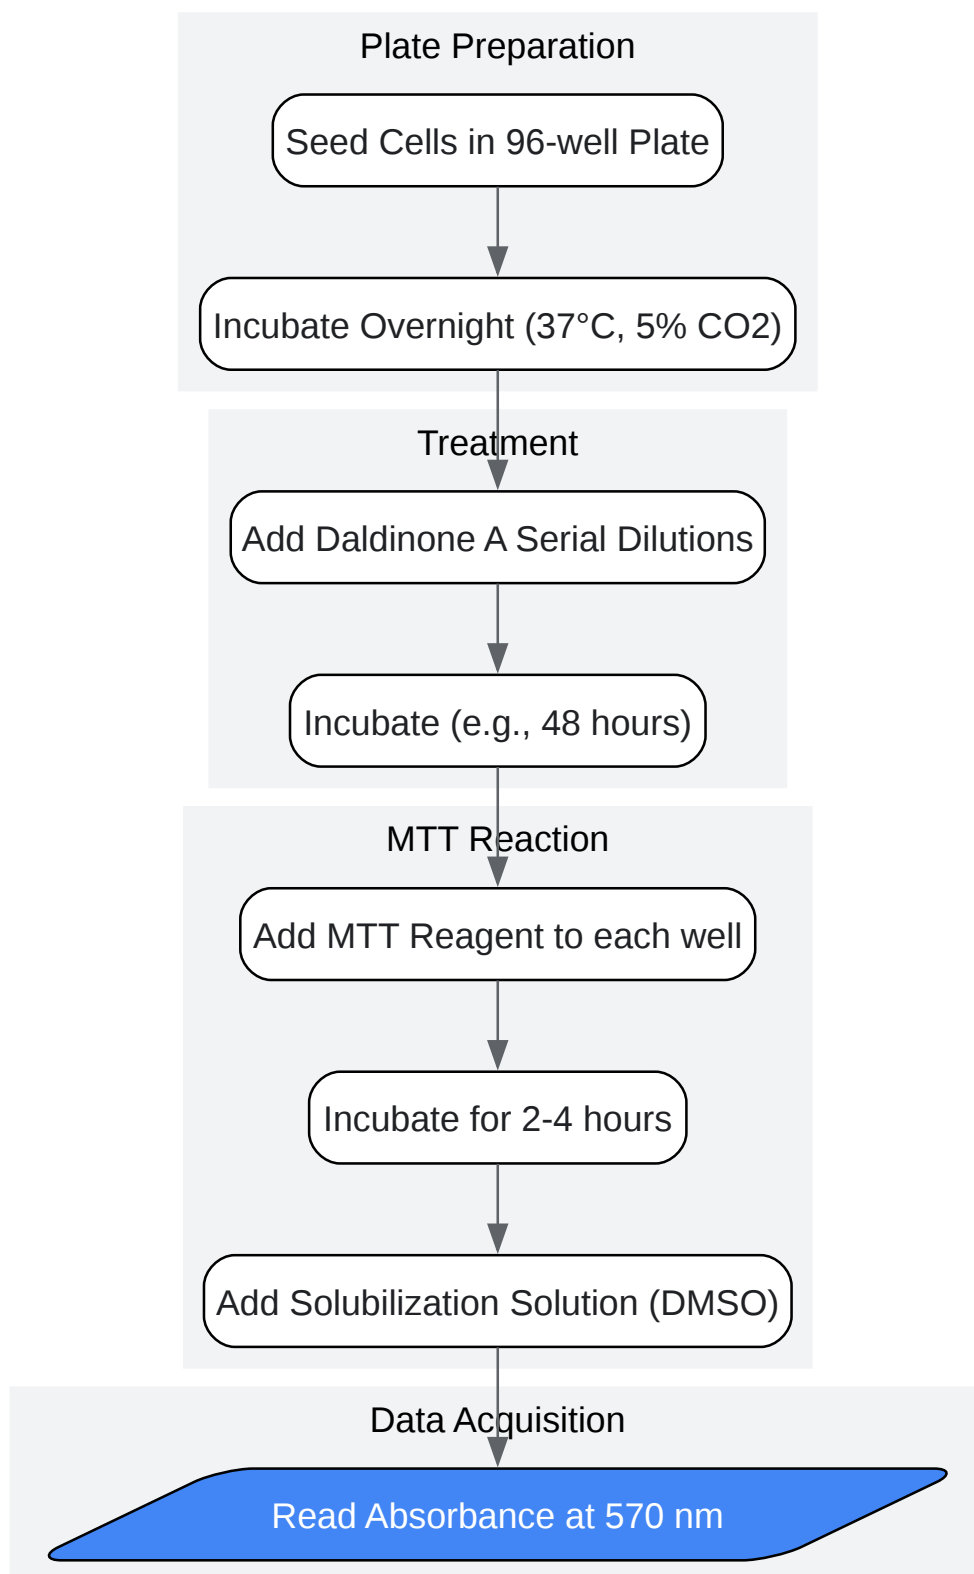 Plate Preparation
Seed Cells in 96-well Plate
Incubate Overnight (37°C, 5% CO2)
Treatment
Add Daldinone A Serial Dilutions
Incubate (e.g., 48 hours)
MTT Reaction
Add MTT Reagent to each well
Incubate for 2-4 hours
Add Solubilization Solution (DMSO)
Data Acquisition
Read Absorbance at 570 nm